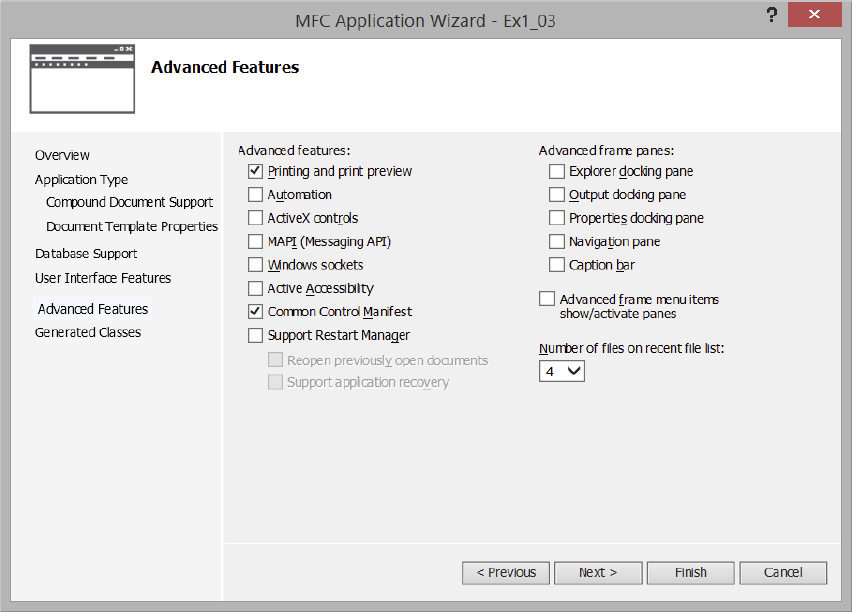 MFC Application Wizard - Ex1_03
?
Advanced Features
Overview
Application Type
Compound Document Support
Document Template Properties
Database Support
User Interface Features
Advanced Features
Generated Classes
Advanced features:
Printing and print preview
Automation
ActiveX controls
MAPI (Messaging API)
Windows sockets
Active Accessibility
Common Control Manifest
Support Restart Manager
Reopen previously open documents
Support application recovery
Advanced frame panes:
Explorer docking pane
Output docking pane
Properties docking pane
Navigation pane
Caption bar
Advanced frame menu items
show/activate panes
Number of files on recent file list:
4
< Previous
Next >
Finish
Cancel